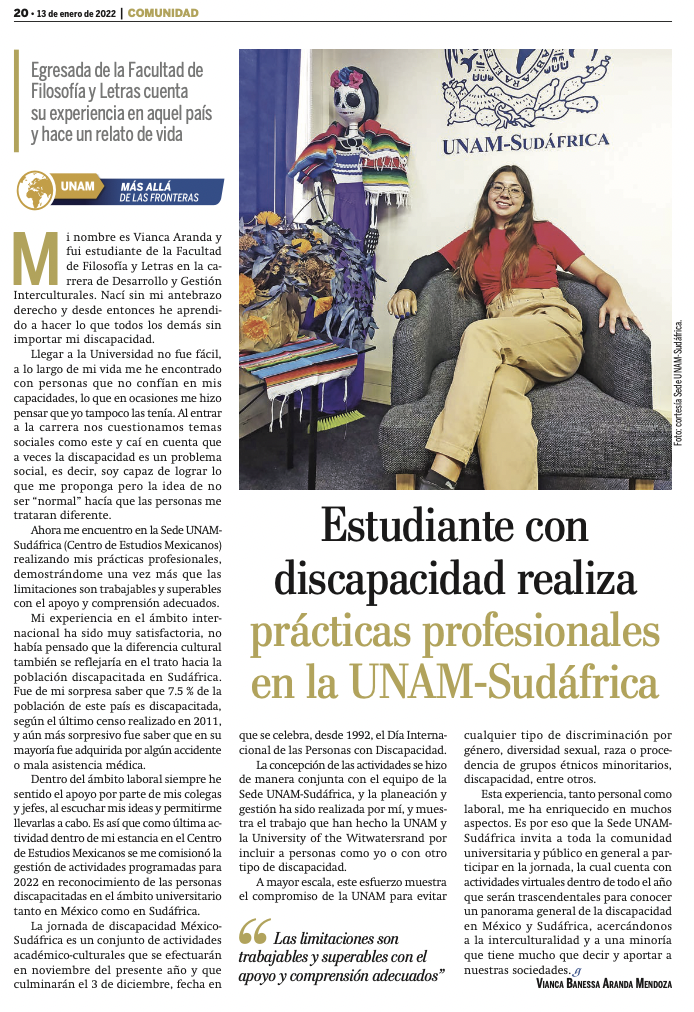 20 • 13 de enero de 2022 | COMUNIDAD
Egresada de la Facultad de
Filosofía y Letras cuenta
su experiencia en aquel país
y hace un relato de vida
UNAM
MÁS ALLÁ
DE LAS FRONTERAS
UNAM-SUDÁFRICA
Foto: cortesía Sede UNAM-Sudáfrica.
Estudiante con
discapacidad realiza
prácticas profesionales
en la UNAM-Sudáfrica
Mi nombre es Vianca Aranda y
fui estudiante de la Facultad
de Filosofía y Letras en la ca-
rrera de Desarrollo y Gestión
Interculturales. Nací sin mi antebrazo
derecho y desde entonces he aprendi-
do a hacer lo que todos los demás sin
importar mi discapacidad.
Llegar a la Universidad no fue fácil,
a lo largo de mi vida me he encontrado
con personas que no confían en mis
capacidades, lo que en ocasiones me hizo
pensar que yo tampoco las tenía. Al entrar
a la carrera nos cuestionamos temas
sociales como este y caí en cuenta que
a veces la discapacidad es un problema
social, es decir, soy capaz de lograr lo
que me proponga pero la idea de no
ser “normal” hacía que las personas me
trataran diferente.
Ahora me encuentro en la Sede UNAM-
Sudáfrica (Centro de Estudios Mexicanos)
realizando mis prácticas profesionales,
demostrándome una vez más que las
limitaciones son trabajables y superables
con el apoyo y comprensión adecuados.
Mi experiencia en el ámbito inter-
nacional ha sido muy satisfactoria, no
había pensado que la diferencia cultural
también se reflejaría en el trato hacia la
población discapacitada en Sudáfrica.
Fue de mi sorpresa saber que 7.5 % de la
población de este país es discapacitada,
según el último censo realizado en 2011,
y aún más sorpresivo fue saber que en su
mayoría fue adquirida por algún accidente
o mala asistencia médica.
Dentro del ámbito laboral siempre he
sentido el apoyo por parte de mis colegas
y jefes, al escuchar mis ideas y permitirme
llevarlas a cabo. Es así que como última ac-
tividad dentro de mi estancia en el Centro
de Estudios Mexicanos se me comisionó la
gestión de actividades programadas para
2022 en reconocimiento de las personas
discapacitadas en el ámbito universitario
tanto en México como en Sudáfrica.
La jornada de discapacidad México-
Sudáfrica es un conjunto de actividades
académico-culturales que se efectuarán
en noviembre del presente año y que
culminarán el 3 de diciembre, fecha en
que se celebra, desde 1992, el Día Interna-
cional de las Personas con Discapacidad.
La concepción de las actividades se hizo
de manera conjunta con el equipo de la
Sede UNAM-Sudáfrica, y la planeación y
gestión ha sido realizada por mí, y mues-
tra el trabajo que han hecho la UNAM y
la University of the Witwatersrand por
incluir a personas como yo o con otro
tipo de discapacidad.
A mayor escala, este esfuerzo muestra
el compromiso de la UNAM para evitar
“ Las limitaciones son
trabajables y superables con el
apoyo y comprensión adecuados”
cualquier tipo de discriminación por
género, diversidad sexual, raza o proce-
dencia de grupos étnicos minoritarios,
discapacidad, entre otros.
Esta experiencia, tanto personal como
laboral, me ha enriquecido en muchos
aspectos. Es por eso que la Sede UNAM-
Sudáfrica invita a toda la comunidad
universitaria y público en general a par-
ticipar en la jornada, la cual cuenta con
actividades virtuales dentro de todo el año
que serán trascendentales para conocer
un panorama general de la discapacidad
en México y Sudáfrica, acercándonos
a la interculturalidad y a una minoría
que tiene mucho que decir y aportar a
nuestras sociedades. g
VIANCA BANESSA ARANDA MENDOZA